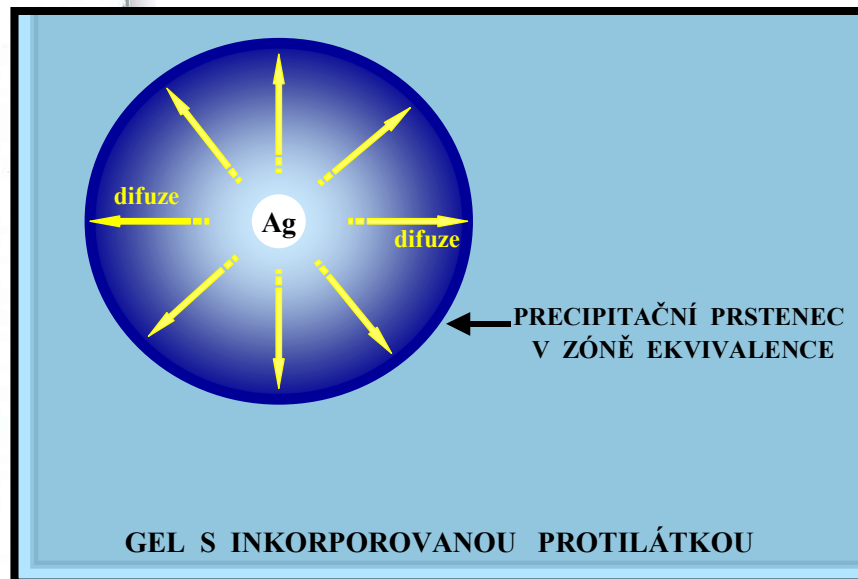 difuze
Ag
difuze
PRECIPITAČNÍ PRSTENEC
V ZÓNĚ EKVIVALENCE
GEL S INKORPOROVANOU PROTILÁTKOU